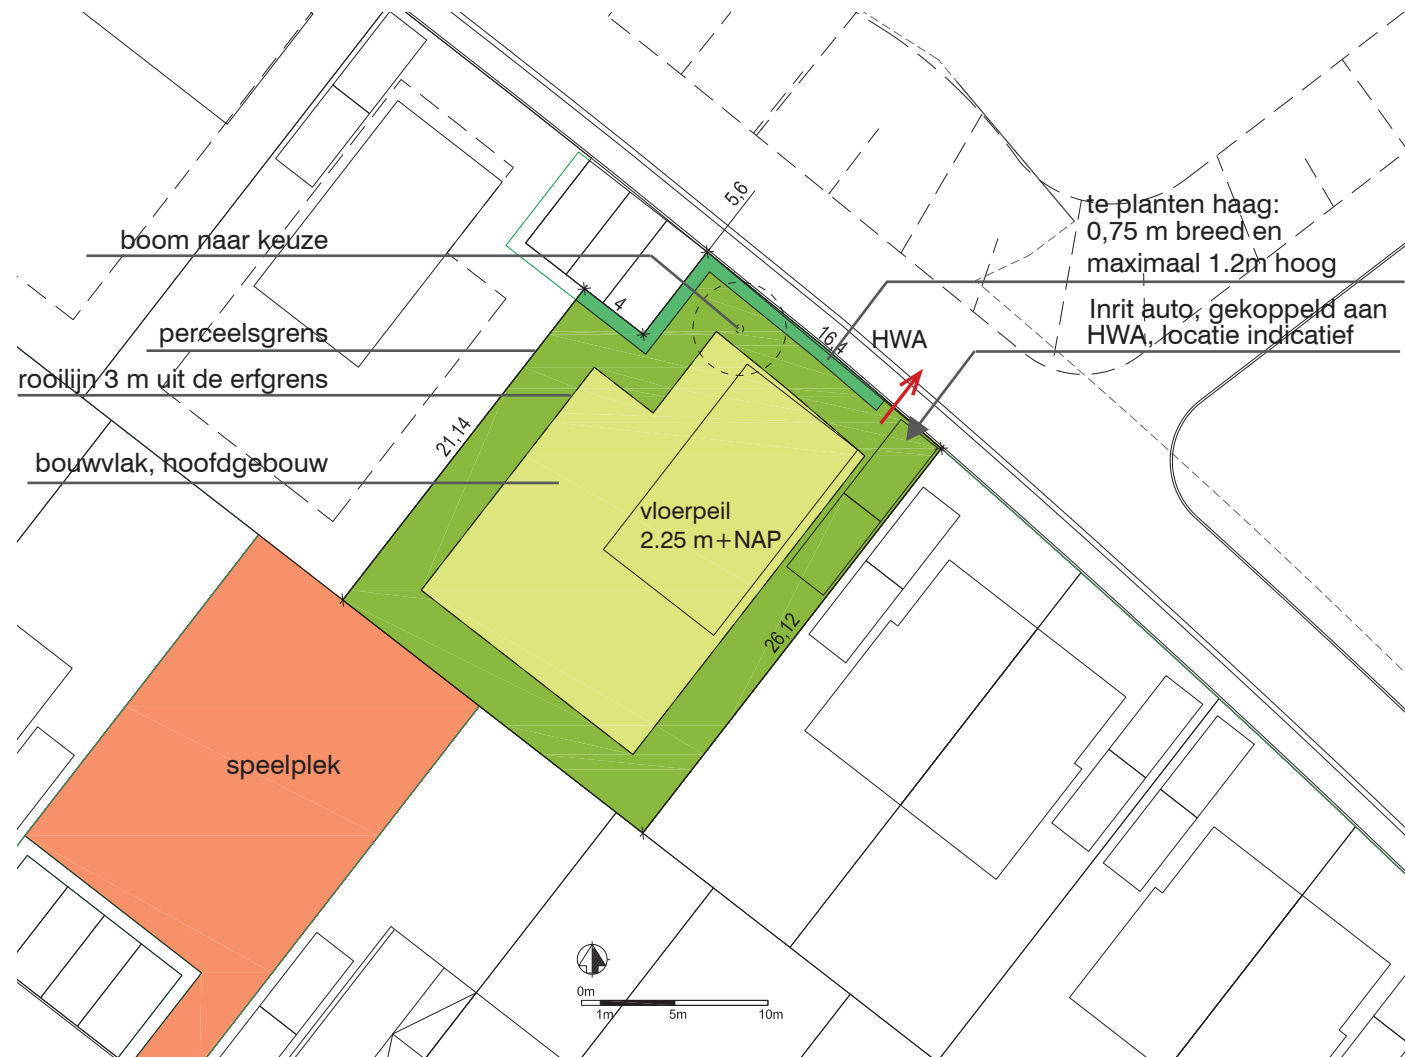 5,6
te planten haag:
0,75 m breed en
maximaal 1.2m hoog
boom naar keuze
4
16,4
HWA
Inrit auto, gekoppeld aan
HWA, locatie indicatief
perceelsgrens
rooilijn 3 m uit de erfgrens
21,14
bouwvlak, hoofdgebouw
vloerpeil
2.25 m+NAP
26,12
speelplek
0m
1m
5m
10m